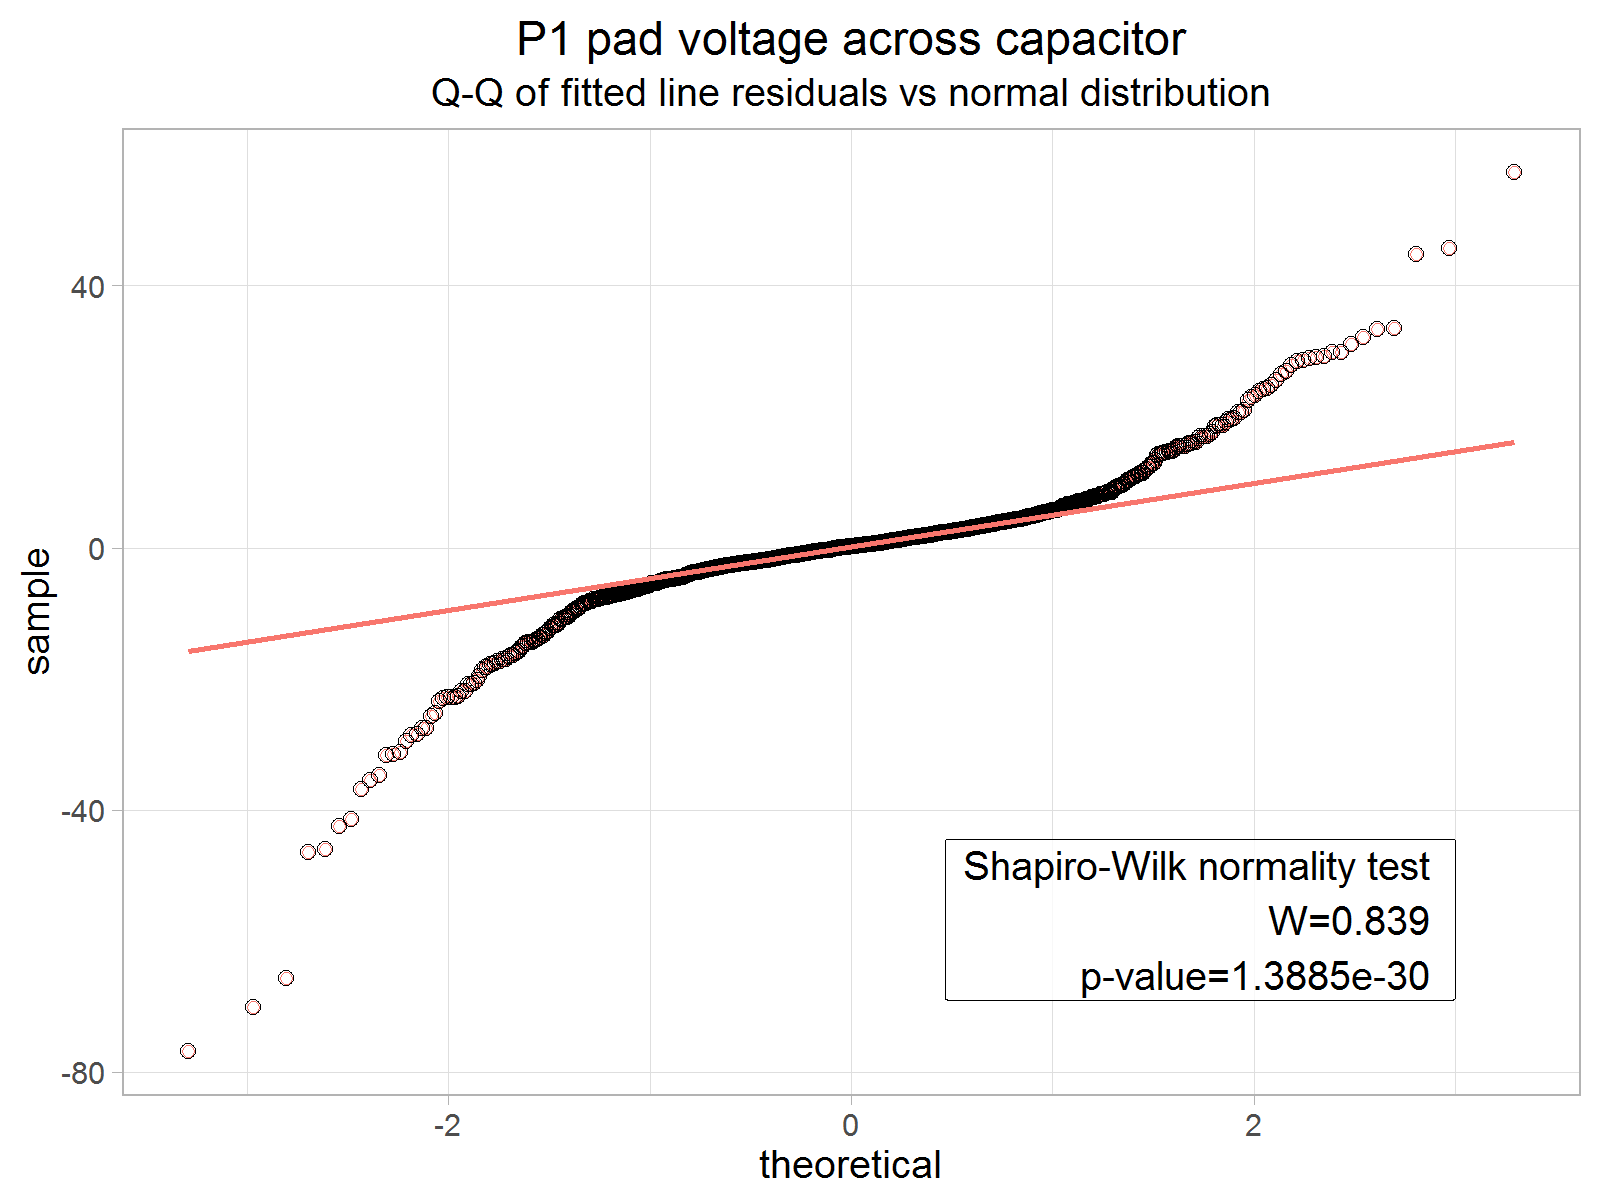 P1 pad voltage across capacitor
Q-Q of fitted line residuals vs normal distribution
sample
40
0
-40
-80
Shapiro-Wilk normality test
W=0.839
p-value=1.3885e-30
-2
0
2
theoretical